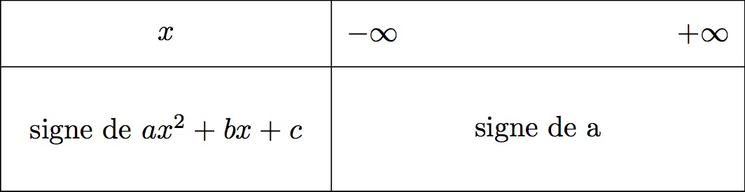 x −∞ +∞
signe de ax² + bx + c signe de a